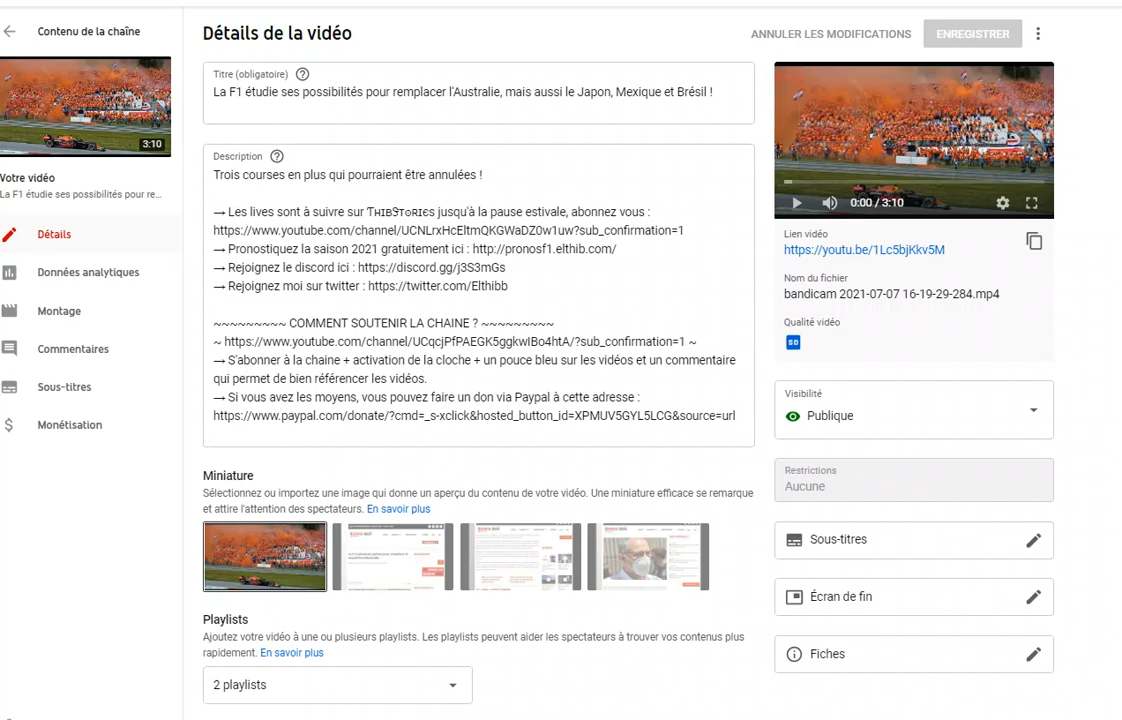 Contenu de la chaîne
3:10
Votre vidéo
La F1 étudie ses possibilités pour re...
Détails
Données analytiques
Montage
Commentaires
Sous-titres
Monétisation
Détails de la vidéo
ANNULER LES MODIFICATIONS
ENREGISTRER
Titre (obligatoire)
La F1 étudie ses possibilités pour remplacer l'Australie, mais aussi le Japon, Mexique et Brésil !
Description
Trois courses en plus qui pourraient être annulées !
→ Les lives sont à suivre sur ƬʜɪʙƼƬᴏʀɪᴇs jusqu'à la pause estivale, abonnez vous :
https://www.youtube.com/channel/UCNLrxHcEltmQKGWaDZ0w1uw?sub_confirmation=1
→ Pronostiquez la saison 2021 gratuitement ici : http://pronosf1.elthib.com/
→ Rejoignez le discord ici : https://discord.gg/j3S3mGs
→ Rejoignez moi sur twitter : https://twitter.com/Elthibb
~~~~~~~~~ COMMENT SOUTENIR LA CHAINE ? ~~~~~~~~~
~ https://www.youtube.com/channel/UCqcjPfPAEGK5ggkwIBo4htA/?sub_confirmation=1 ~
→ S'abonner à la chaine + activation de la cloche + un pouce bleu sur les vidéos et un commentaire
qui permet de bien référencer les vidéos.
→ Si vous avez les moyens, vous pouvez faire un don via Paypal à cette adresse :
https://www.paypal.com/donate/?cmd=_s-xclick&hosted_button_id=XPMUV5GYL5LCG&source=url
Miniature
Sélectionnez ou importez une image qui donne un aperçu du contenu de votre vidéo. Une miniature efficace se remarque
et attire l'attention des spectateurs. En savoir plus
Playlists
Ajoutez votre vidéo à une ou plusieurs playlists. Les playlists peuvent aider les spectateurs à trouver vos contenus plus
rapidement. En savoir plus
2 playlists
0:00 / 3:10
Lien vidéo
https://youtu.be/1Lc5bjKkv5M
Nom du fichier
bandicam 2021-07-07 16-19-29-284.mp4
Qualité vidéo
SD
Visibilité
Publique
Restrictions
Aucune
Sous-titres
Écran de fin
Fiches